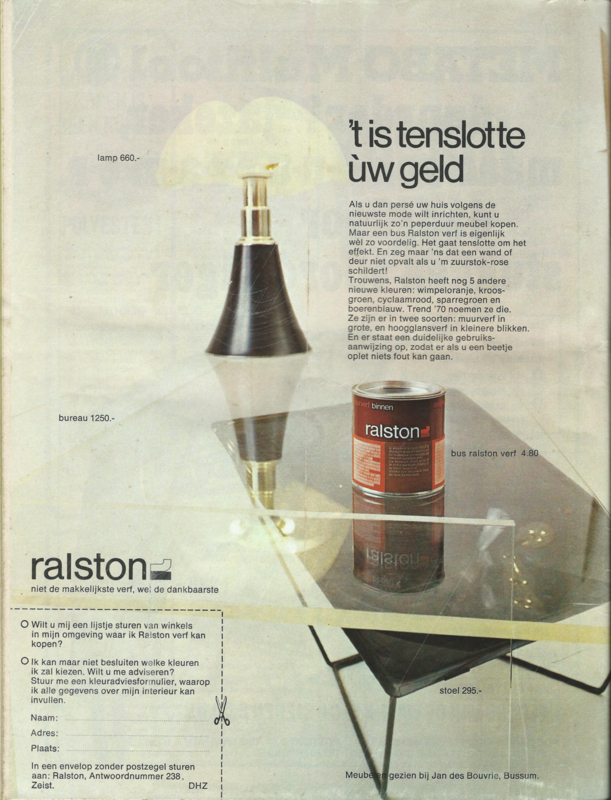 't is tenslotte
ùw geld
lamp 660.-
Als u dan persé uw huis volgens de
nieuwste mode wilt inrichten, kunt u
natuurlijk zo'n peperduur meubel kopen.
Maar een bus Ralston verf is eigenlijk
wèl zo voordelig. Het gaat tenslotte om het
effekt. En zeg maar 'ns dat een wand of
deur niet opvalt als u 'm zuurstok-rose
schildert!
Trouwens, Ralston heeft nog 5 andere
nieuwe kleuren: wimpeloranje, kroos-
groen, cyclaamrood, sparregroen en
boerenblauw. Trend '70 noemen ze die.
Ze zijn er in twee soorten: muurverf in
grote, en hoogglansverf in kleinere blikken.
En er staat een duidelijke gebruiks-
aanwijzing op, zodat er als u een beetje
oplet niets fout kan gaan.
bureau 1250.-
binnen
ralston
bus ralston verf 4.80
ralston
niet de makkelijkste verf, wel de dankbaarste
Wilt u mij een lijstje sturen van winkels
in mijn omgeving waar ik Ralston verf kan
kopen?
Ik kan maar niet besluiten welke kleuren
ik zal kiezen. Wilt u me adviseren?
Stuur me een kleuradviesformulier, waarop
ik alle gegevens over mijn interieur kan
invullen.
Naam:
Adres:
Plaats:
In een envelop zonder postzegel sturen
aan: Ralston, Antwoordnummer 238,
Zeist. DHZ
stoel 295.-
Meubelen gezien bij Jan des Bouvrie, Bussum.